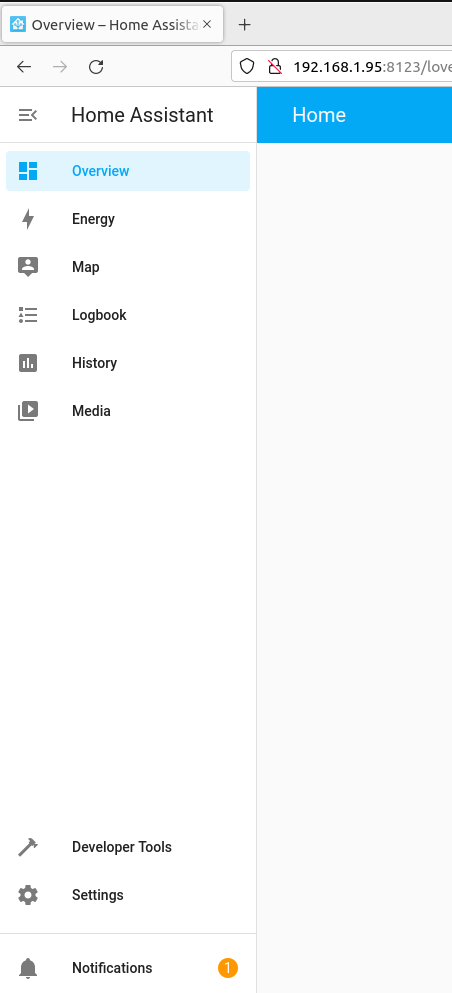 Overview – Home Assista
192.168.1.95:8123/love
Home Assistant
Home
Overview
Energy
Map
Logbook
History
Media
Developer Tools
Settings
Notifications 1